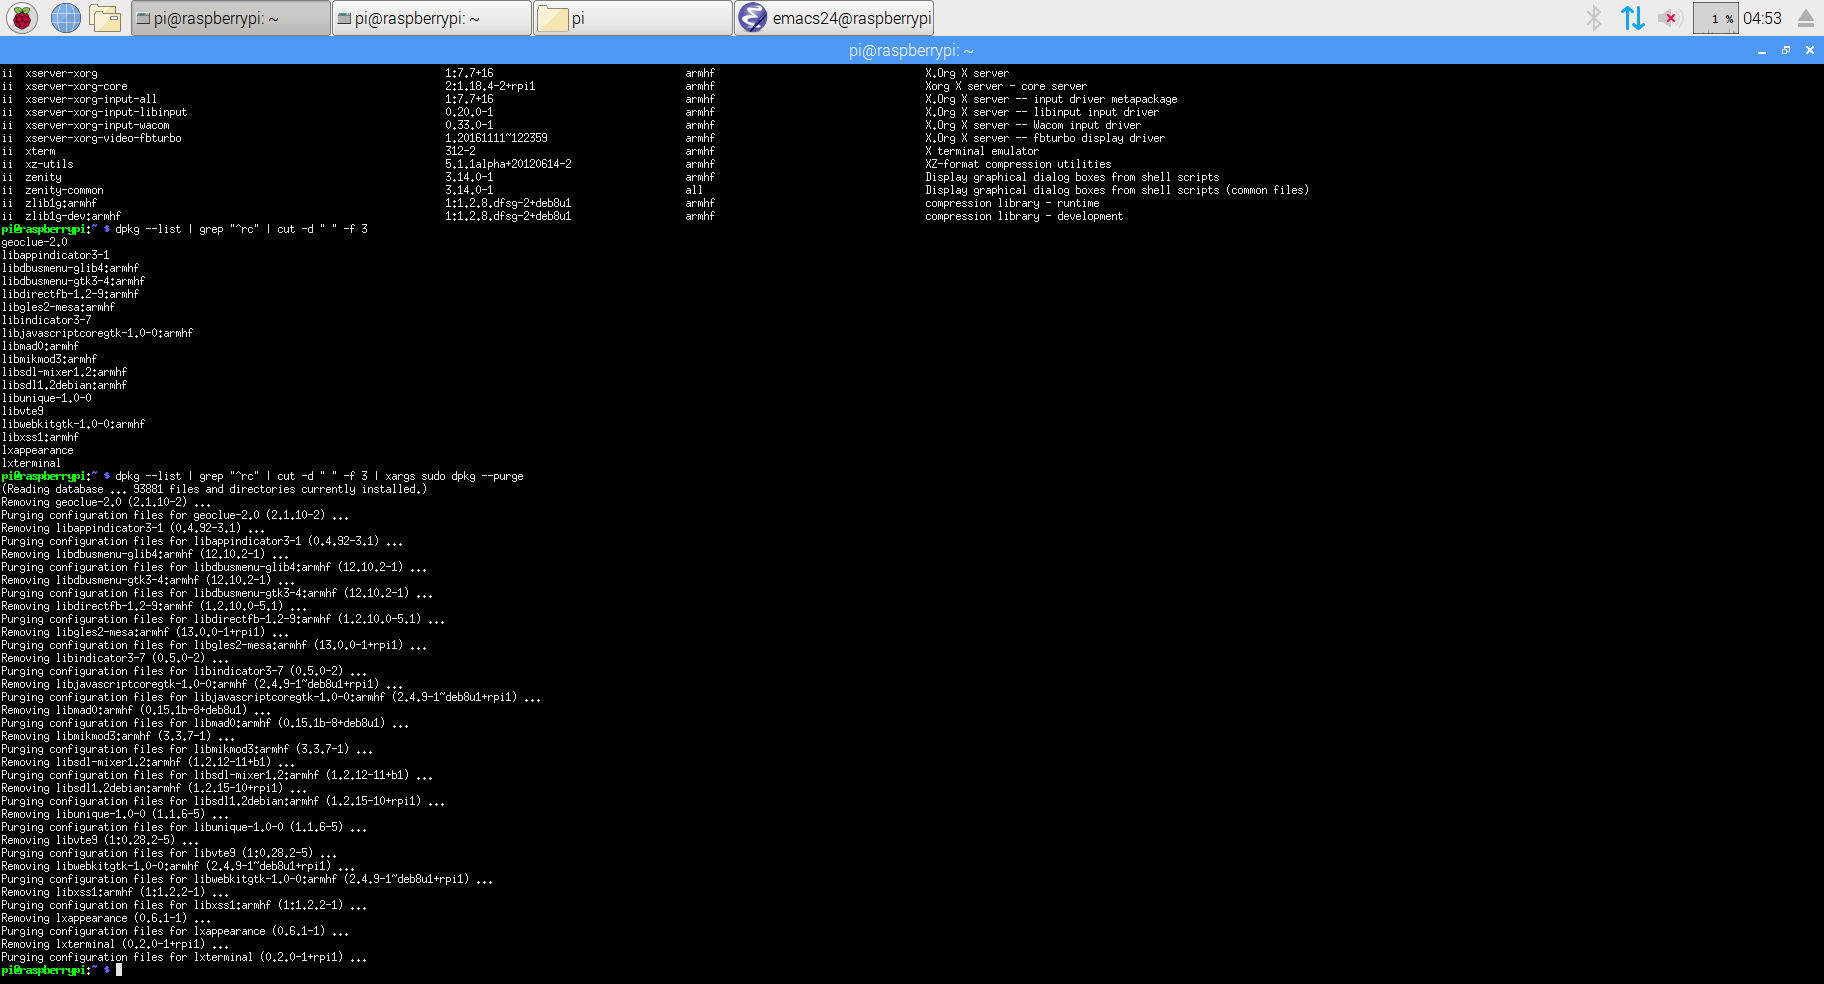 pi@raspberrypi: ~ pi@raspberrypi: ~ pi emacs24@raspberrypi 1 % 04:53
pi@raspberrypi: ~
ii xserver-xorg 1:7.7+16 armhf X.Org X server
ii xserver-xorg-core 2:1.18.4-2+rpi1 armhf Xorg X server - core server
ii xserver-xorg-input-all 1:7.7+16 armhf X.Org X server -- input driver metapackage
ii xserver-xorg-input-libinput 0.20.0-1 armhf X.Org X server -- libinput input driver
ii xserver-xorg-input-wacom 0.33.0-1 armhf X.Org X server -- Wacom input driver
ii xserver-xorg-video-fbturbo 1.20161111~122359 armhf X.Org X server -- fbturbo display driver
ii xterm 312-2 armhf X terminal emulator
ii xz-utils 5.1.1alpha+20120614-2 armhf XZ-format compression utilities
ii zenity 3.14.0-1 armhf Display graphical dialog boxes from shell scripts
ii zenity-common 3.14.0-1 all Display graphical dialog boxes from shell scripts (common files)
ii zlib1g:armhf 1:1.2.8.dfsg-2+deb8u1 armhf compression library - runtime
ii zlib1g-dev:armhf 1:1.2.8.dfsg-2+deb8u1 armhf compression library - development
pi@raspberrypi:~ $ dpkg --list | grep "^rc" | cut -d " " -f 3
geoclue-2.0
libappindicator3-1
libdbusmenu-glib4:armhf
libdbusmenu-gtk3-4:armhf
libdirectfb-1.2-9:armhf
libgles2-mesa:armhf
libindicator3-7
libjavascriptcoregtk-1.0-0:armhf
libmad0:armhf
libmikmod3:armhf
libsdl-mixer1.2:armhf
libsdl1.2debian:armhf
libunique-1.0-0
libvte9
libwebkitgtk-1.0-0:armhf
libxss1:armhf
lxappearance
lxterminal
pi@raspberrypi:~ $ dpkg --list | grep "^rc" | cut -d " " -f 3 | xargs sudo dpkg --purge
(Reading database ... 93881 files and directories currently installed.)
Removing geoclue-2.0 (2.1.10-2) ...
Purging configuration files for geoclue-2.0 (2.1.10-2) ...
Removing libappindicator3-1 (0.4.92-3.1) ...
Purging configuration files for libappindicator3-1 (0.4.92-3.1) ...
Removing libdbusmenu-glib4:armhf (12.10.2-1) ...
Purging configuration files for libdbusmenu-glib4:armhf (12.10.2-1) ...
Removing libdbusmenu-gtk3-4:armhf (12.10.2-1) ...
Purging configuration files for libdbusmenu-gtk3-4:armhf (12.10.2-1) ...
Removing libdirectfb-1.2-9:armhf (1.2.10.0-5.1) ...
Purging configuration files for libdirectfb-1.2-9:armhf (1.2.10.0-5.1) ...
Removing libgles2-mesa:armhf (13.0.0-1+rpi1) ...
Purging configuration files for libgles2-mesa:armhf (13.0.0-1+rpi1) ...
Removing libindicator3-7 (0.5.0-2) ...
Purging configuration files for libindicator3-7 (0.5.0-2) ...
Removing libjavascriptcoregtk-1.0-0:armhf (2.4.9-1~deb8u1+rpi1) ...
Purging configuration files for libjavascriptcoregtk-1.0-0:armhf (2.4.9-1~deb8u1+rpi1) ...
Removing libmad0:armhf (0.15.1b-8+deb8u1) ...
Purging configuration files for libmad0:armhf (0.15.1b-8+deb8u1) ...
Removing libmikmod3:armhf (3.3.7-1) ...
Purging configuration files for libmikmod3:armhf (3.3.7-1) ...
Removing libsdl-mixer1.2:armhf (1.2.12-11+b1) ...
Purging configuration files for libsdl-mixer1.2:armhf (1.2.12-11+b1) ...
Removing libsdl1.2debian:armhf (1.2.15-10+rpi1) ...
Purging configuration files for libsdl1.2debian:armhf (1.2.15-10+rpi1) ...
Removing libunique-1.0-0 (1.1.6-5) ...
Purging configuration files for libunique-1.0-0 (1.1.6-5) ...
Removing libvte9 (1:0.28.2-5) ...
Purging configuration files for libvte9 (1:0.28.2-5) ...
Removing libwebkitgtk-1.0-0:armhf (2.4.9-1~deb8u1+rpi1) ...
Purging configuration files for libwebkitgtk-1.0-0:armhf (2.4.9-1~deb8u1+rpi1) ...
Removing libxss1:armhf (1:1.2.2-1) ...
Purging configuration files for libxss1:armhf (1:1.2.2-1) ...
Removing lxappearance (0.6.1-1) ...
Purging configuration files for lxappearance (0.6.1-1) ...
Removing lxterminal (0.2.0-1+rpi1) ...
Purging configuration files for lxterminal (0.2.0-1+rpi1) ...
pi@raspberrypi:~ $